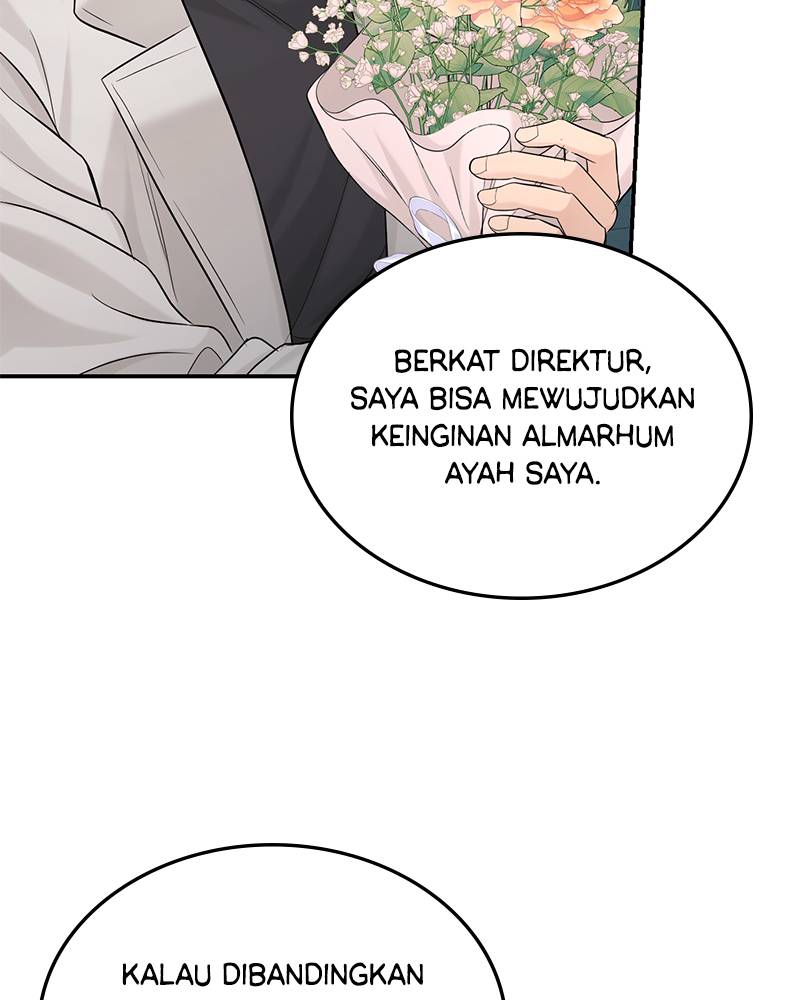 BERKAT DIREKTUR,
SAYA BISA MEWUJUDKAN
KEINGINAN ALMARHUM
AYAH SAYA.
KALAU DIBANDINGKAN